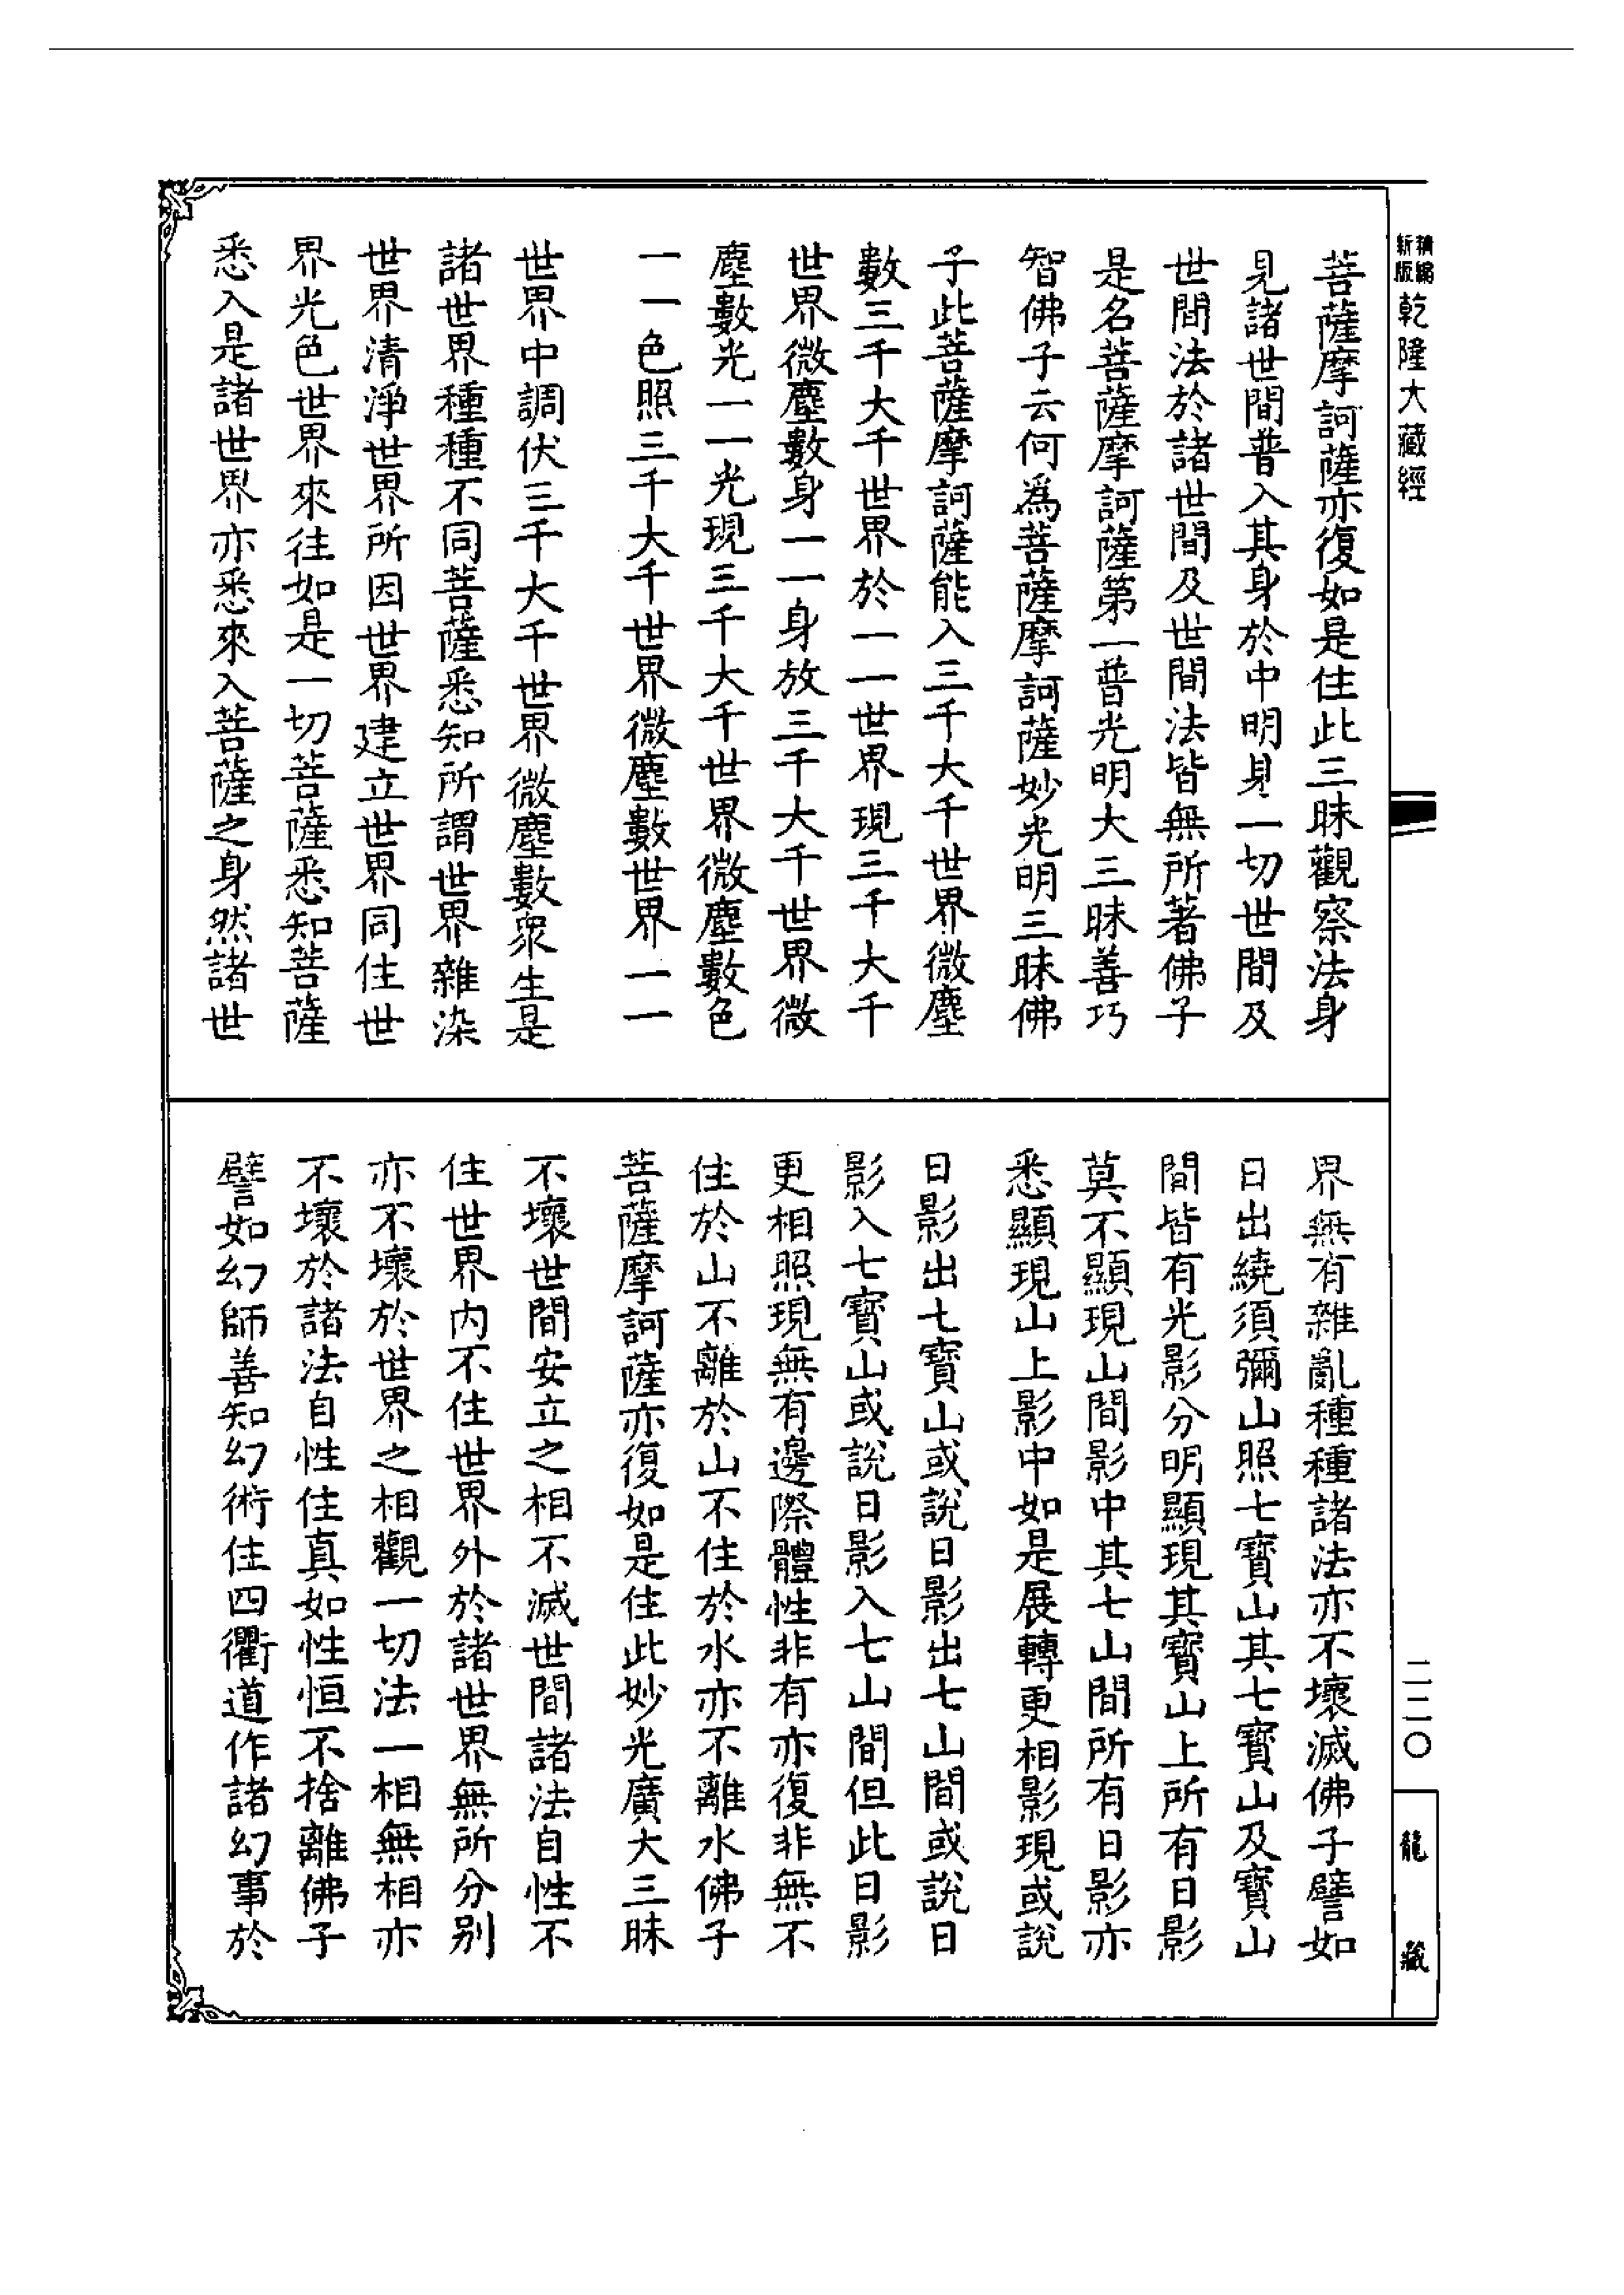 精編
新版
乾隆大藏經
菩薩摩訶薩亦復如是住此三昧觀察法身
見諸世間普入其身於中明見一切世間及
世間法於諸世間及世間法皆無所著佛子
是名菩薩摩訶薩第一普光明大三昧善巧
智佛子云何爲菩薩摩訶薩妙光明三昧佛
子此菩薩摩訶薩能入三千大千世界微塵
數三千大千世界於一一世界現三千大千
世界微塵數身一一身放三千大千世界微
塵數光一一光現三千大千世界微塵數色
一一色照三千大千世界微塵數世界一一
世界中調伏三千大千世界微塵數衆生是
諸世界種種不同菩薩悉知所謂世界雜染
世界清淨世界所因世界建立世界同住世
界光色世界來往如是一切菩薩悉知菩薩
悉入是諸世界亦悉來入菩薩之身然諸世
界無有雜亂種種諸法亦不壞滅佛子譬如
日出繞須彌山照七寶山其七寶山及寶山
間皆有光影分明顯現其寶山上所有日影
莫不顯現山間影中其七山間所有日影亦
悉顯現山上影中如是展轉更相影現或說
日影出七寶山或說日影出七山間或說日
影入七寶山或說日影入七山間但此日影
更相照現無有邊際體性非有亦復非無不
住於山不離於山不住於水亦不離水佛子
菩薩摩訶薩亦復如是住此妙光廣大三昧
不壞世間安立之相不滅世間諸法自性不
住世界內不住世界外於諸世界無所分別
亦不壞於世界之相觀一切法一相無相亦
不壞於諸法自性住真如性恒不捨離佛子
譬如幻師善知幻術住四衢道作諸幻事於
二二〇
龍藏